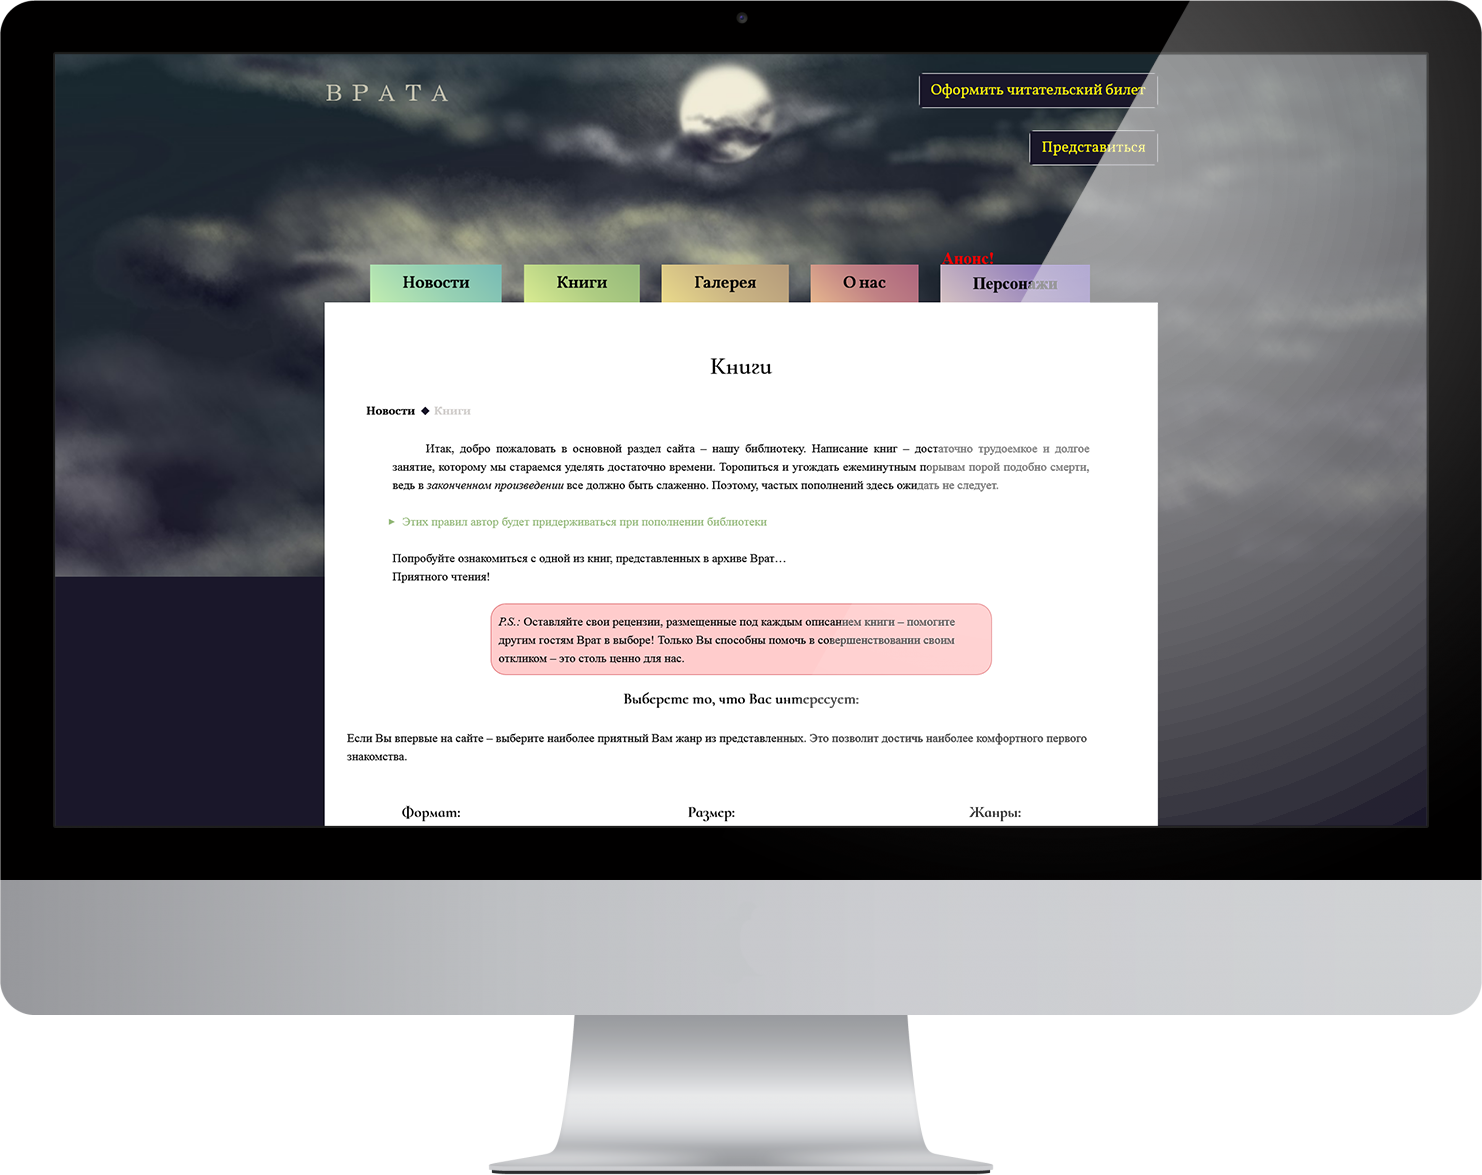 ВРАТА
Оформить читательский билет
Представиться
Анонс!
Новости
Книги
Галерея
О нас
Персонажи
Книги
Новости ◆ Книги
Итак, добро пожаловать в основной раздел сайта – нашу библиотеку. Написание книг – достаточно трудоемкое и долгое
занятие, которому мы стараемся уделять достаточно времени. Торопиться и угождать ежеминутным порывам порой подобно смерти,
ведь в законченном произведении все должно быть слаженно. Поэтому, частых пополнений здесь ожидать не следует.
► Этих правил автор будет придерживаться при пополнении библиотеки
Попробуйте ознакомиться с одной из книг, представленных в архиве Врат…
Приятного чтения!
P.S.: Оставляйте свои рецензии, размещенные под каждым описанием книги – помогите
другим гостям Врат в выборе! Только Вы способны помочь в совершенствовании своим
откликом – это столь ценно для нас.
Выберете то, что Вас интересует:
Если Вы впервые на сайте – выберите наиболее приятный Вам жанр из представленных. Это позволит достичь наиболее комфортного первого
знакомства.
Формат:
Размер:
Жанры: